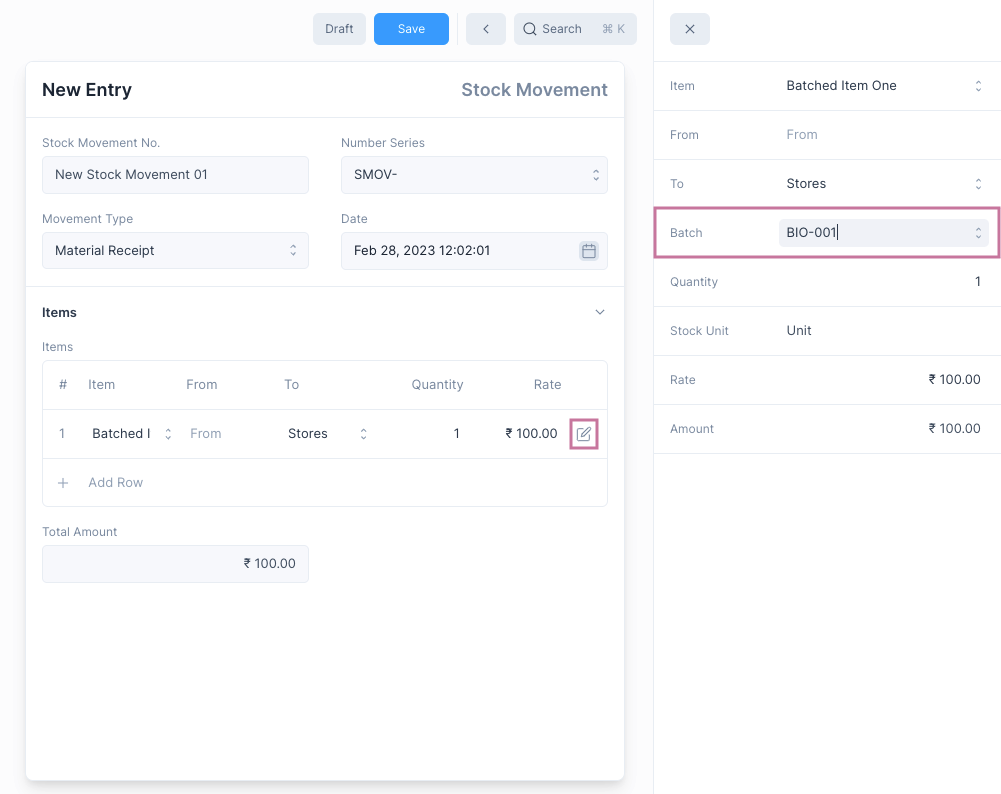 Draft Save Search ⌘ K
New Entry Stock Movement
Stock Movement No. Number Series
New Stock Movement 01 SMOV-
Movement Type Date
Material Receipt Feb 28, 2023 12:02:01
Items
Items
# Item From To Quantity Rate
1 Batched I From Stores 1 ₹ 100.00
+ Add Row
Total Amount
₹ 100.00
Item Batched Item One
From From
To Stores
Batch BIO-001
Quantity 1
Stock Unit Unit
Rate ₹ 100.00
Amount ₹ 100.00